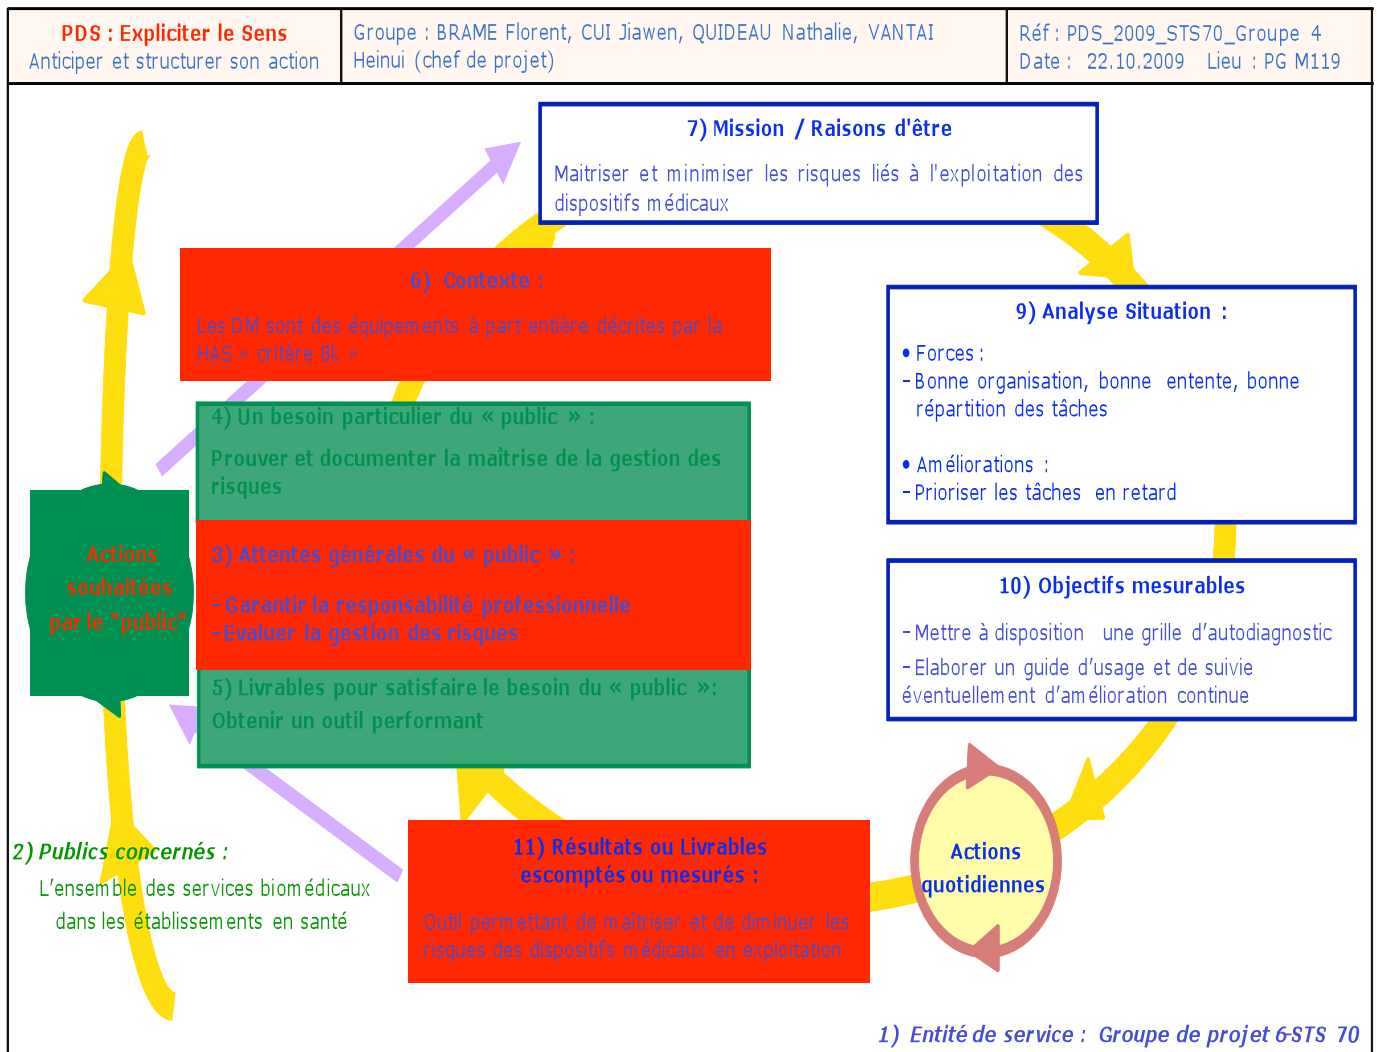 PDS : Expliciter le Sens
Anticiper et structurer son action
Groupe : BRAME Florent, CUI Jiawen, QUIDEAU Nathalie, VANTAI
Heinui (chef de projet)
Réf : PDS_2009_STS70_Groupe 4
Date : 22.10.2009 Lieu : PG M119
7) Mission / Raisons d'être
Maitriser et minimiser les risques liés à l'exploitation des
dispositifs médicaux
6) Contexte :
Les DM sont des équipements à part entière décrites par la
HAS « critère 8k »
9) Analyse Situation :
• Forces :
- Bonne organisation, bonne entente, bonne
répartition des tâches
• Améliorations :
- Prioriser les tâches en retard
4) Un besoin particulier du « public » :
Prouver et documenter la maîtrise de la gestion des
risques
3) Attentes générales du « public » :
- Garantir la responsabilité professionnelle
- Evaluer la gestion des risques
5) Livrables pour satisfaire le besoin du « public »:
Obtenir un outil performant
Actions
souhaitées
par le "public"
10) Objectifs mesurables
- Mettre à disposition une grille d’autodiagnostic
- Elaborer un guide d’usage et de suivie
éventuellement d’amélioration continue
2) Publics concernés :
L’ensemble des services biomédicaux
dans les établissements en santé
11) Résultats ou Livrables
escomptés ou mesurés :
Outil permettant de maîtriser et de diminuer les
risques des dispositifs médicaux en exploitation
Actions
quotidiennes
1) Entité de service : Groupe de projet 6-STS 70